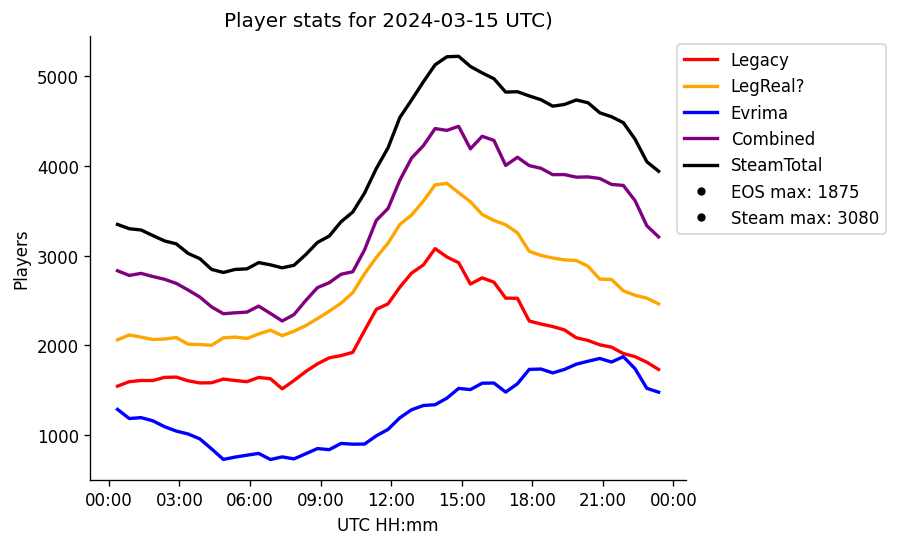 Player stats for 2024-03-15 UTC)
Legacy
LegReal?
Evrima
Combined
SteamTotal
EOS max: 1875
Steam max: 3080
Players
5000
4000
3000
2000
1000
00:00 03:00 06:00 09:00 12:00 15:00 18:00 21:00 00:00
UTC HH:mm